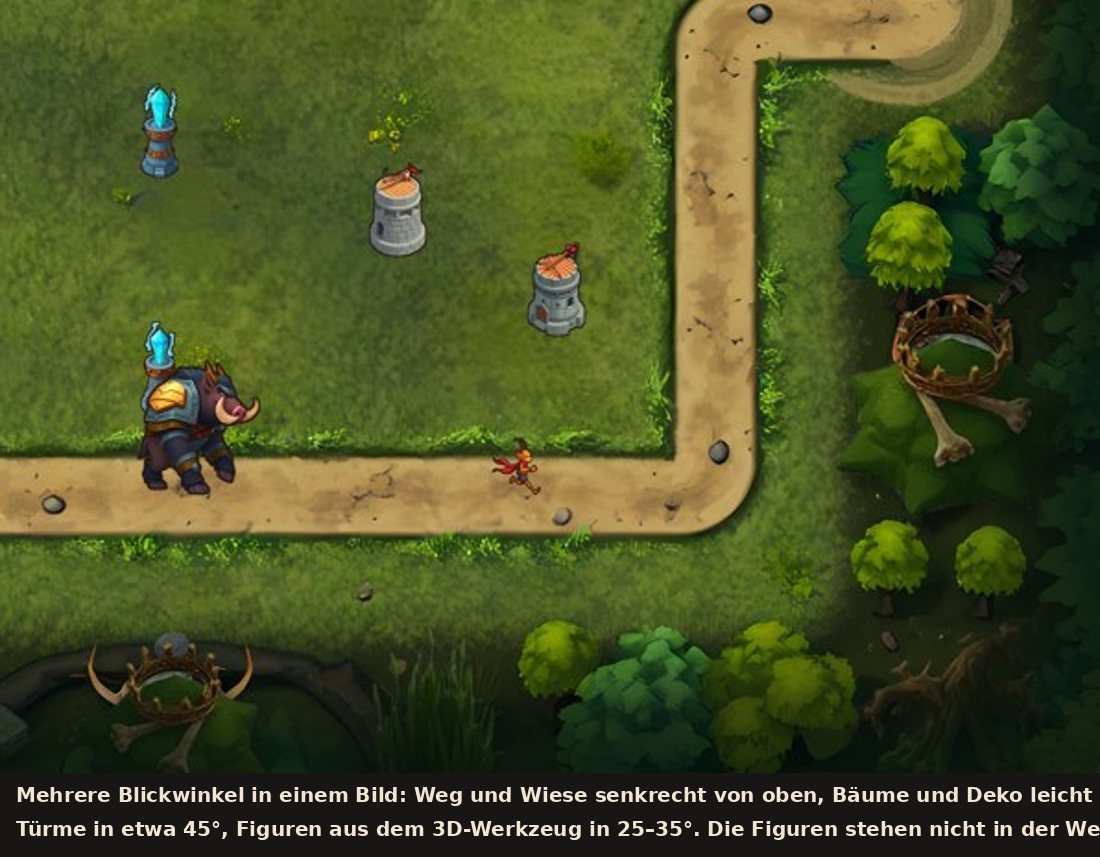 Mehrere Blickwinkel in einem Bild: Weg und Wiese senkrecht von oben, Bäume und Deko leicht
Türme in etwa 45°, Figuren aus dem 3D-Werkzeug in 25–35°. Die Figuren stehen nicht in der We